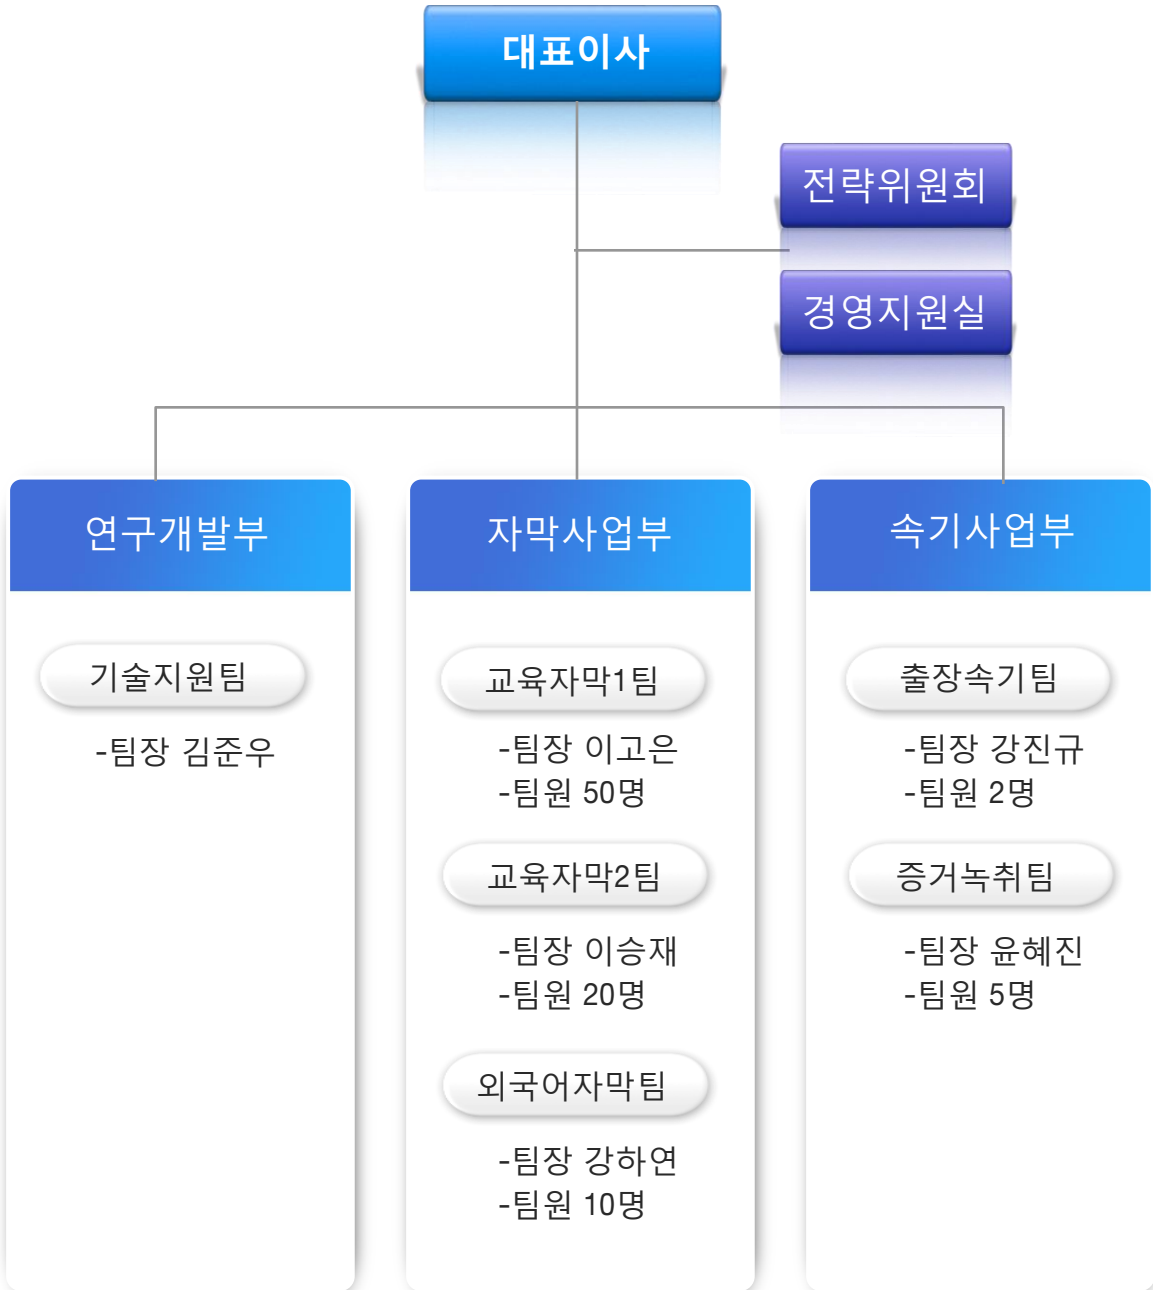 대표이사
전략위원회
경영지원실
연구개발부
기술지원팀
-팀장 김준우
자막사업부
교육자막1팀
-팀장 이고은
-팀원 50명
교육자막2팀
-팀장 이승재
-팀원 20명
외국어자막팀
-팀장 강하연
-팀원 10명
속기사업부
출장속기팀
-팀장 강진규
-팀원 2명
증거녹취팀
-팀장 윤혜진
-팀원 5명